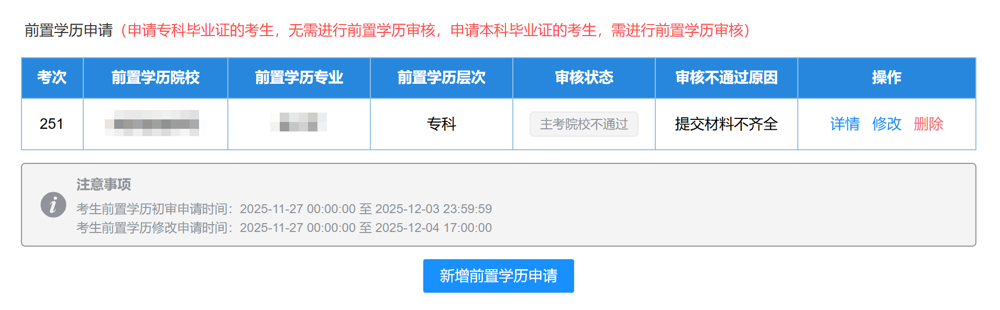 前置学历申请（申请专科毕业证的考生，无需进行前置学历审核，申请本科毕业证的考生，需进行前置学历审核）
考次 前置学历院校 前置学历专业 前置学历层次 审核状态 审核不通过原因 操作
251 专科 主考院校不通过 提交材料不齐全 详情 修改 删除
注意事项
考生前置学历初审申请时间：2025-11-27 00:00:00 至 2025-12-03 23:59:59
考生前置学历修改申请时间：2025-11-27 00:00:00 至 2025-12-04 17:00:00
新增前置学历申请